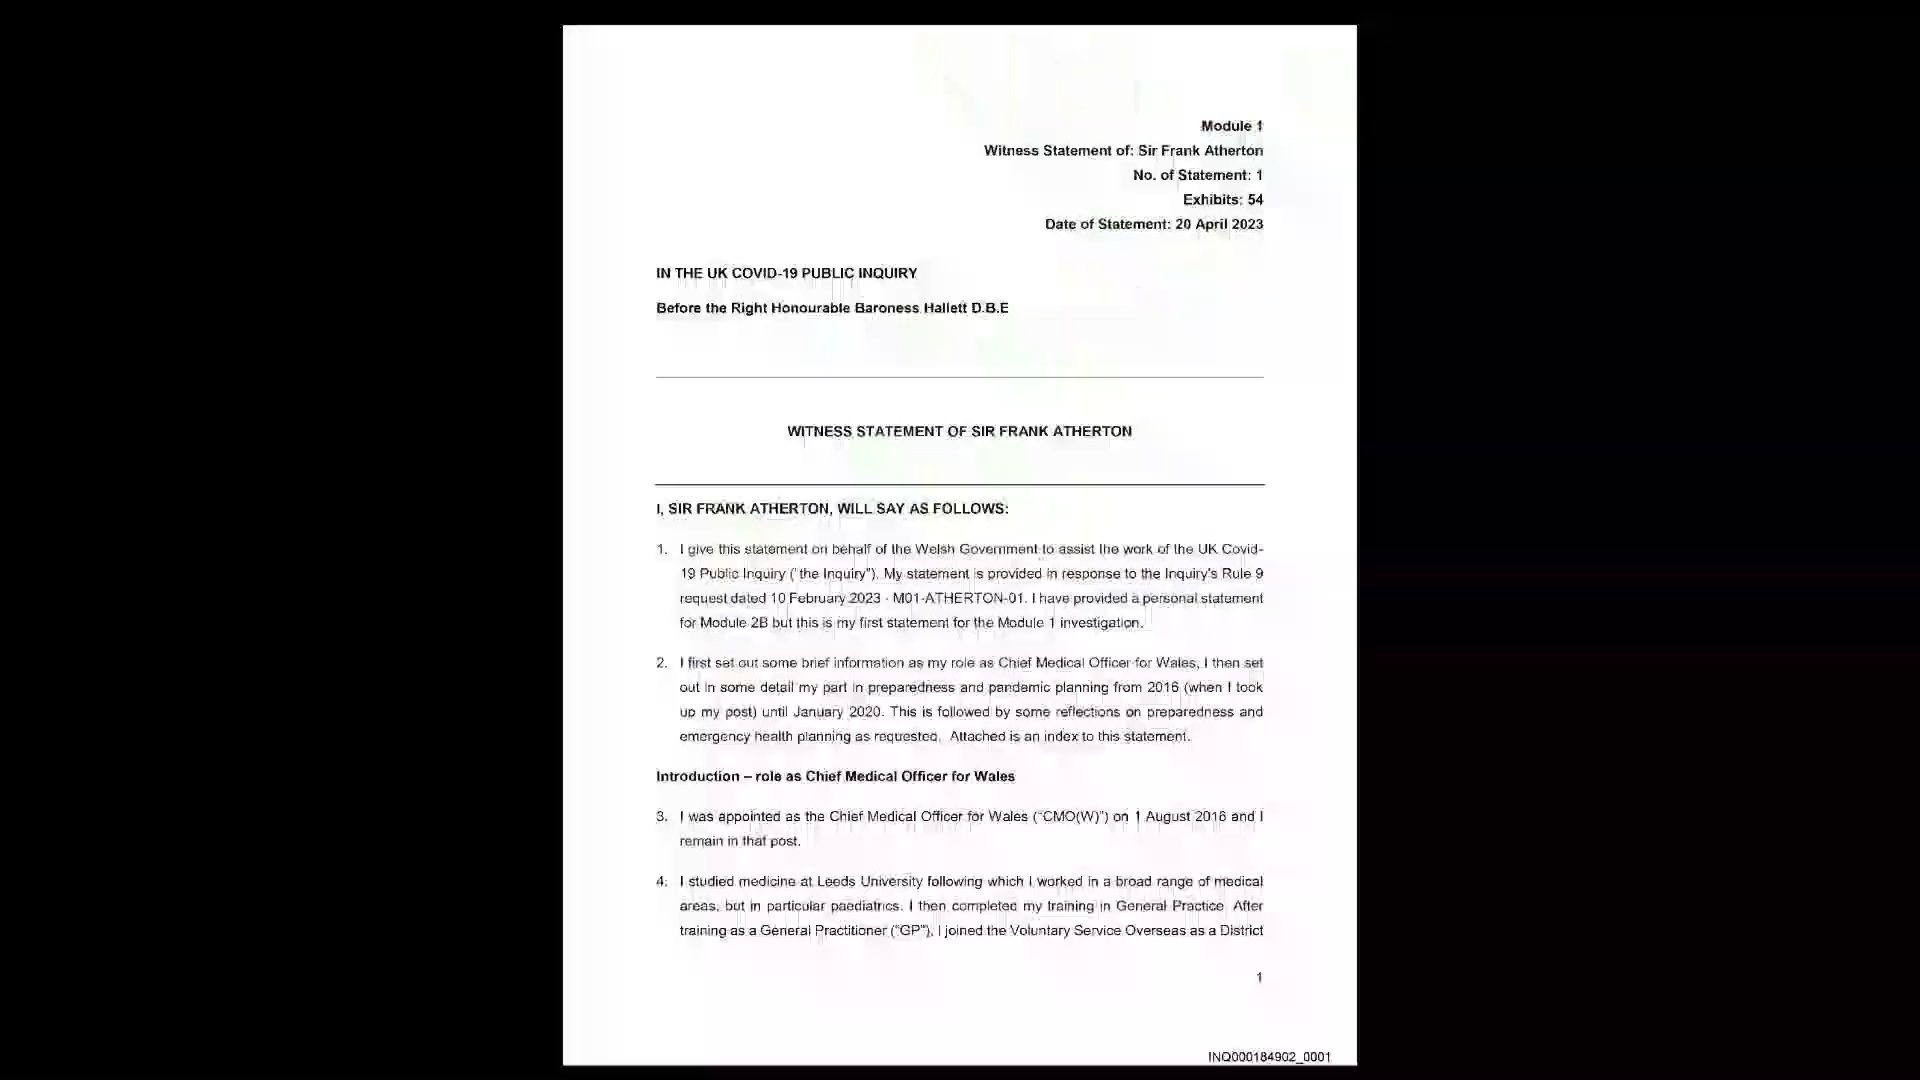 Module 1
Witness Statement of: Sir Frank Atherton
No. of Statement: 1
Exhibits: 54
Date of Statement: 20 April 2023
IN THE UK COVID-19 PUBLIC INQUIRY
Before the Right Honourable Baroness Hallett D.B.E
WITNESS STATEMENT OF SIR FRANK ATHERTON
I, SIR FRANK ATHERTON, WILL SAY AS FOLLOWS:
1. I give this statement on behalf of the Welsh Government to assist the work of the UK Covid-
19 Public Inquiry ("the Inquiry"). My statement is provided in response to the Inquiry's Rule 9
request dated 10 February 2023 - M01-ATHERTON-01. I have provided a personal statement
for Module 2B but this is my first statement for the Module 1 investigation.
2. I first set out some brief information as my role as Chief Medical Officer for Wales, I then set
out in some detail my part in preparedness and pandemic planning from 2016 (when I took
up my post) until January 2020. This is followed by some reflections on preparedness and
emergency health planning as requested. Attached is an index to this statement.
Introduction – role as Chief Medical Officer for Wales
3. I was appointed as the Chief Medical Officer for Wales ("CMO(W)") on 1 August 2016 and I
remain in that post.
4. I studied medicine at Leeds University following which I worked in a broad range of medical
areas, but in particular paediatrics. I then completed my training in General Practice After
training as a General Practitioner ("GP"), I joined the Voluntary Service Overseas as a District
1
INQ000184902_0001